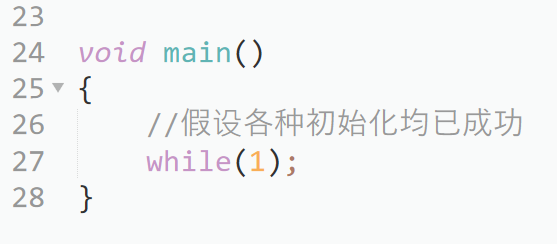 23
24 void main()
25 {
26 //假设各种初始化均已成功
27 while(1);
28 }